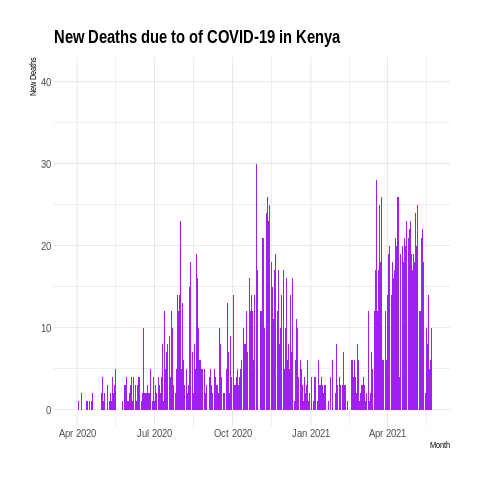 New Deaths due to of COVID-19 in Kenya
New Deaths
40
30
20
10
0
Apr 2020 Jul 2020 Oct 2020 Jan 2021 Apr 2021
Month